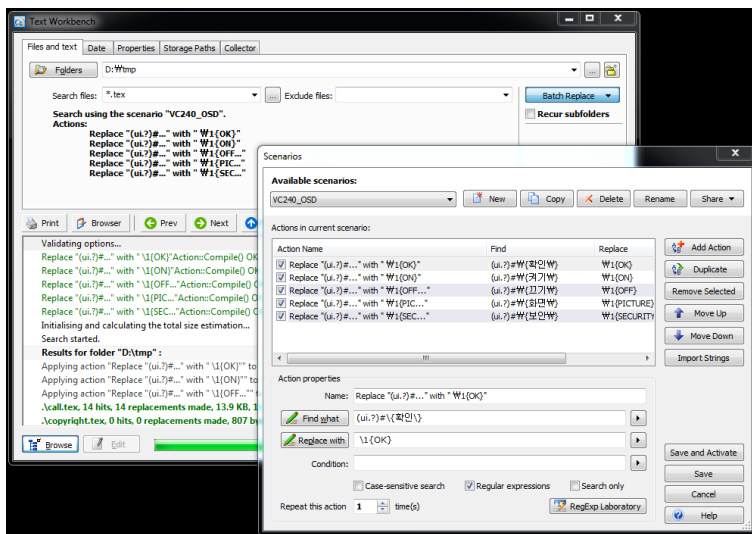 Text Workbench
Files and text Date Properties Storage Paths Collector
Folders D:₩tmp ...
Search files: *.tex ... Exclude files: Batch Replace
Search using the scenario "VC240_OSD". Recur subfolders
Actions:
Replace "(ui.?)#..." with " ₩1{OK}"
Replace "(ui.?)#..." with " ₩1{ON}"
Replace "(ui.?)#..." with " ₩1{OFF..."
Replace "(ui.?)#..." with " ₩1{PIC..."
Replace "(ui.?)#..." with " ₩1{SEC..."
Print Browser Prev Next
Validating options...
Replace "(ui.?)#..." with " \1{OK}"Action::Compile() OK
Replace "(ui.?)#..." with " \1{ON}"Action::Compile() OK
Replace "(ui.?)#..." with " \1{OFF..."Action::Compile() O
Replace "(ui.?)#..." with " \1{PIC..."Action::Compile() O
Replace "(ui.?)#..." with " \1{SEC..."Action::Compile() O
Initialising and calculating the total size estimation...
Search started.
Results for folder "D:\tmp" :
Applying action "Replace "(ui.?)#..." with " \1{OK}"" to
Applying action "Replace "(ui.?)#..." with " \1{ON}"" to
Applying action "Replace "(ui.?)#..." with " \1{OFF..."" to
.\call.tex, 14 hits, 14 replacements made, 13.9 KB, 1
.\copyright.tex, 0 hits, 0 replacements made, 807 by
Browse Edit
Scenarios
Available scenarios:
VC240_OSD New Copy Delete Rename Share
Actions in current scenario:
Action Name Find Replace
Replace "(ui.?)#..." with " ₩1{OK}" (ui.?)#₩{확인₩} ₩1{OK}
Replace "(ui.?)#..." with " ₩1{ON}" (ui.?)#₩{켜기₩} ₩1{ON}
Replace "(ui.?)#..." with " ₩1{OFF..." (ui.?)#₩{끄기₩} ₩1{OFF}
Replace "(ui.?)#..." with " ₩1{PIC..." (ui.?)#₩{화면₩} ₩1{PICTURE}
Replace "(ui.?)#..." with " ₩1{SEC..." (ui.?)#₩{보안₩} ₩1{SECURITY
Add Action
Duplicate
Remove Selected
Move Up
Move Down
Import Strings
Action properties
Name: Replace "(ui.?)#..." with " ₩1{OK}"
Find what (ui.?)#\{확인\}
Replace with \1{OK}
Condition:
Case-sensitive search Regular expressions Search only
Repeat this action 1 time(s) RegExp Laboratory
Save and Activate
Save
Cancel
Help